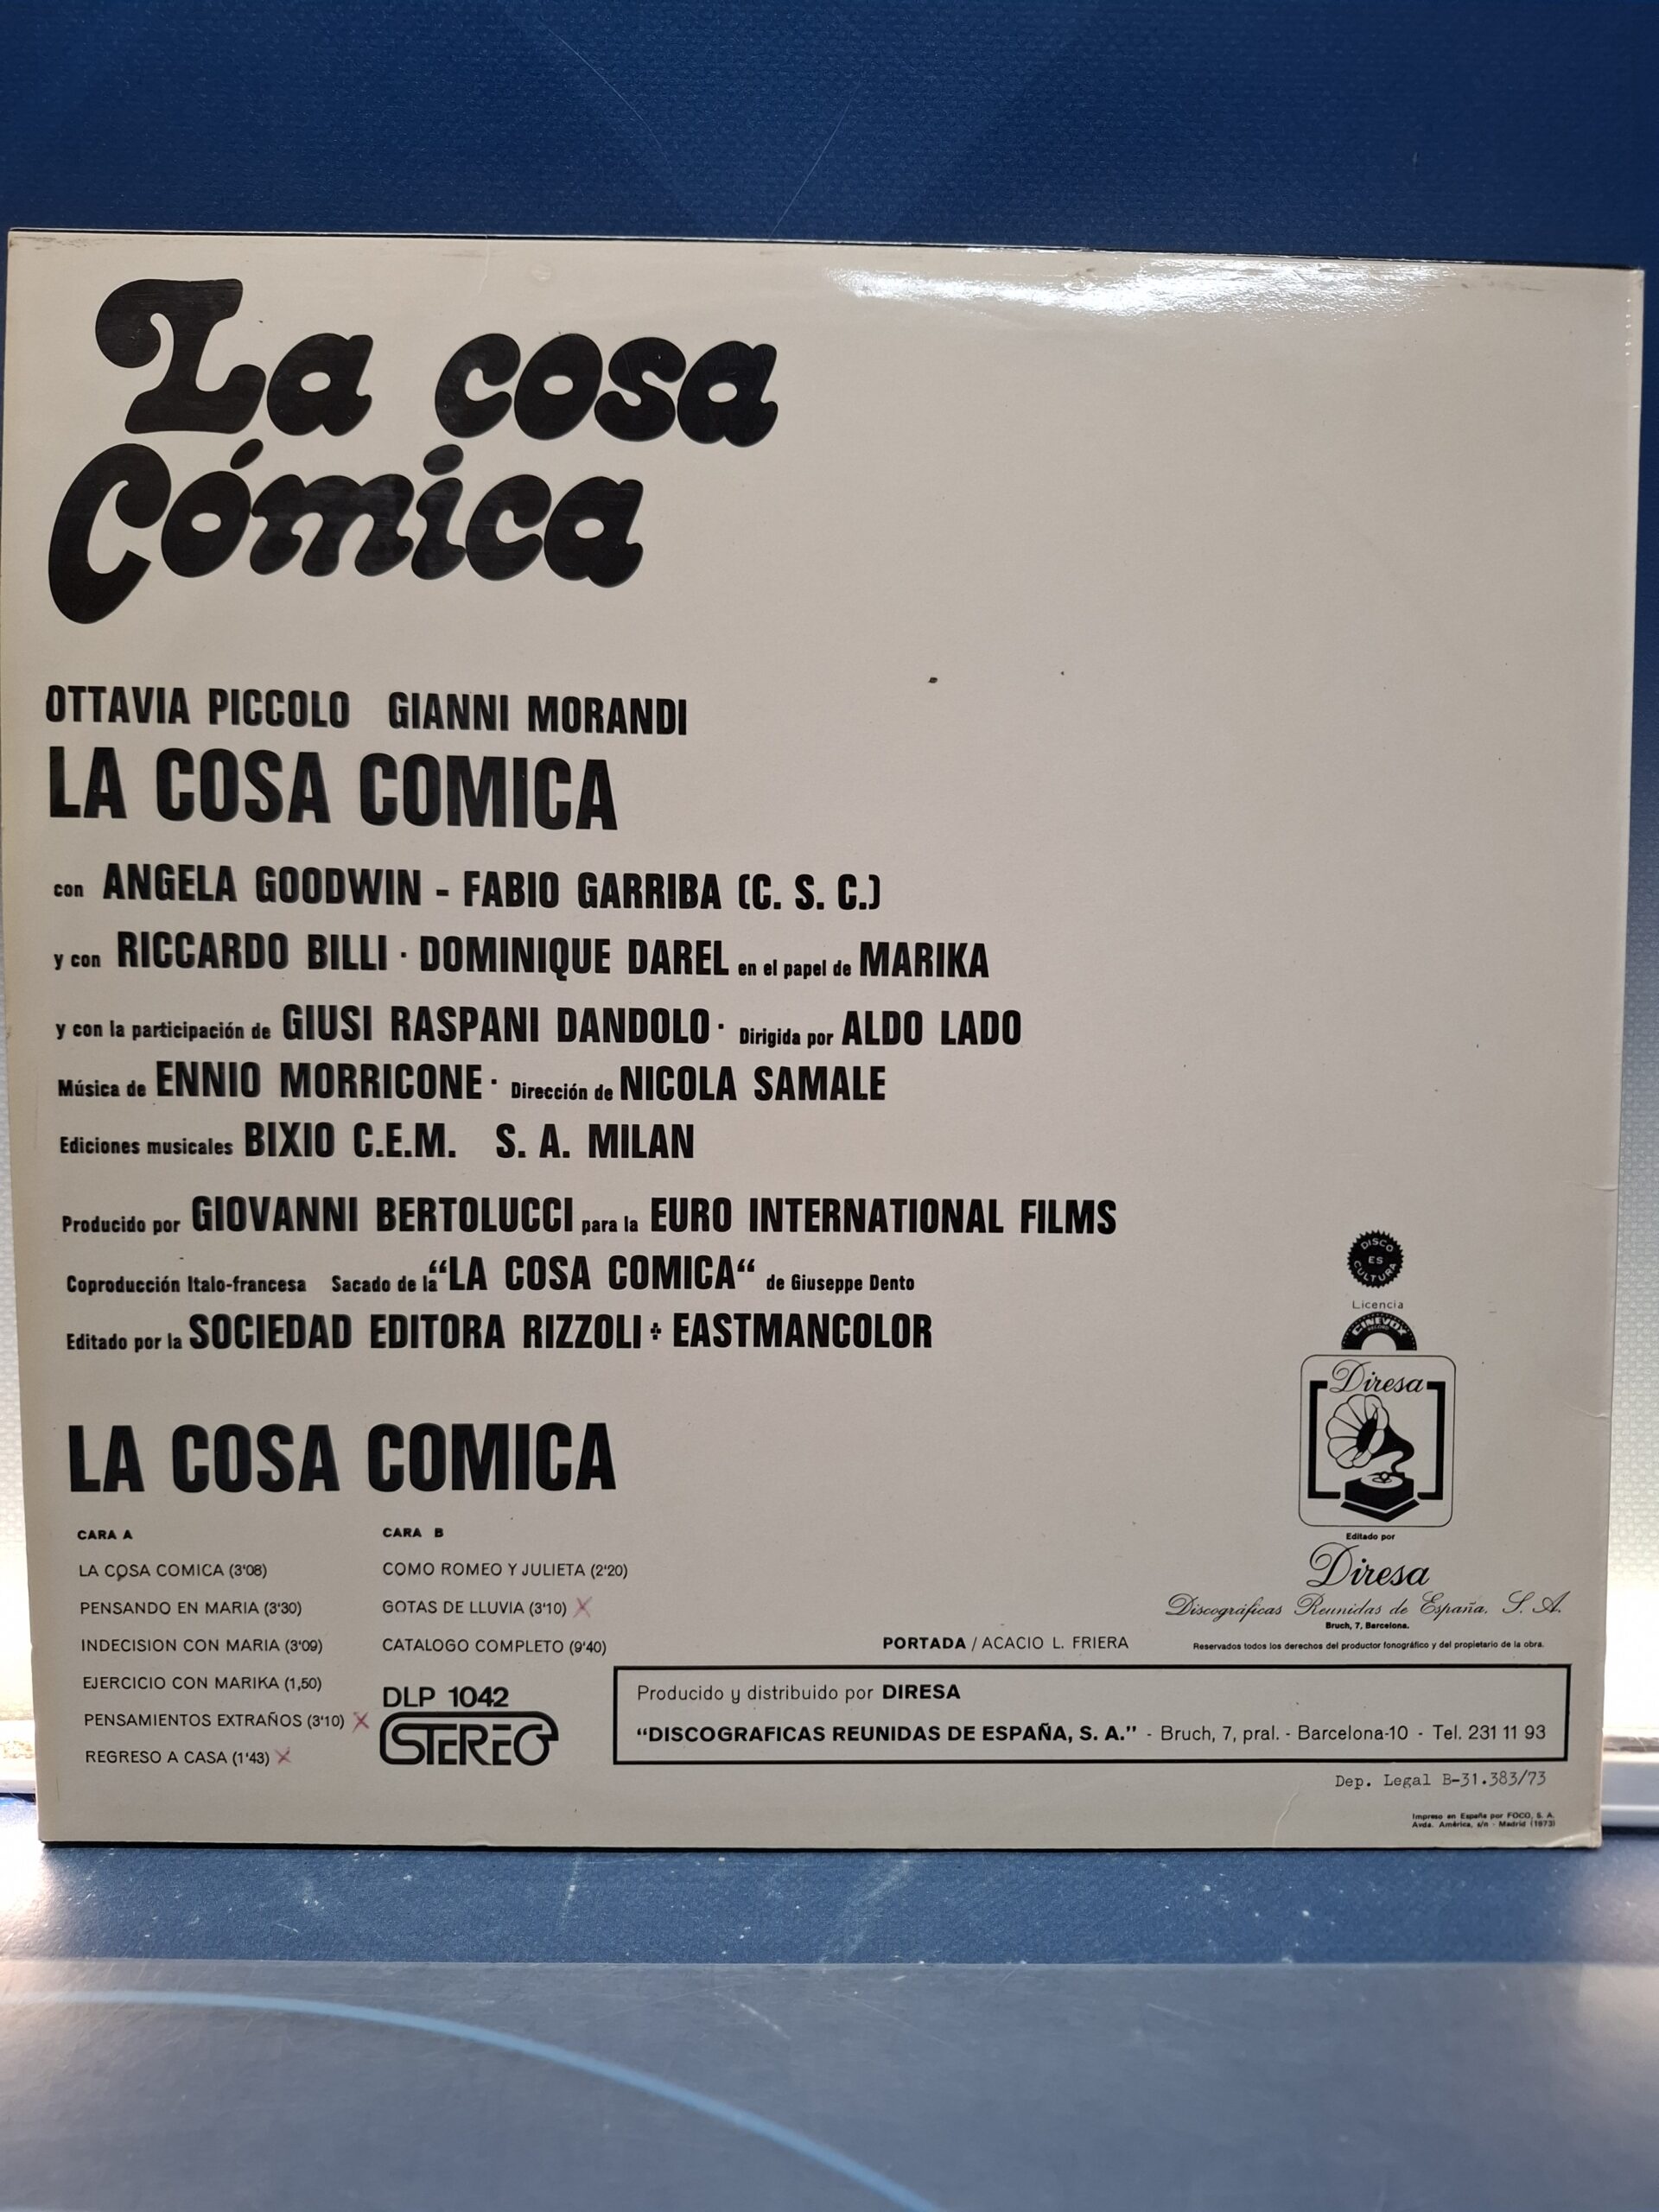 La cosa
Cómica
OTTAVIA PICCOLO GIANNI MORANDI
LA COSA COMICA
con ANGELA GOODWIN - FABIO GARRIBA (C. S. C.)
y con RICCARDO BILLI · DOMINIQUE DAREL en el papel de MARIKA
y con la participación de GIUSI RASPANI DANDOLO · Dirigida por ALDO LADO
Música de ENNIO MORRICONE · Dirección de NICOLA SAMALE
Ediciones musicales BIXIO C.E.M. S. A. MILAN
Producido por GIOVANNI BERTOLUCCI para la EURO INTERNATIONAL FILMS
Coproducción Italo-francesa Sacado de la “LA COSA COMICA“ de Giuseppe Dento
Editado por la SOCIEDAD EDITORA RIZZOLI + EASTMANCOLOR
DISCO
ES
CULTURA
Licencia
CINEVOX
RECORD
Diresa
Editado por
Diresa
Discográficas Reunidas de España, S. A.
Bruch, 7, Barcelona.
Reservados todos los derechos del productor fonográfico y del propietario de la obra.
LA COSA COMICA
CARA A
LA COSA COMICA (3'08)
PENSANDO EN MARIA (3'30)
INDECISION CON MARIA (3'09)
EJERCICIO CON MARIKA (1,50)
PENSAMIENTOS EXTRAÑOS (3'10) X
REGRESO A CASA (1'43) X
CARA B
COMO ROMEO Y JULIETA (2'20)
GOTAS DE LLUVIA (3'10) X
CATALOGO COMPLETO (9'40)
DLP 1042
STEREO
PORTADA / ACACIO L. FRIERA
Producido y distribuido por DIRESA
“DISCOGRAFICAS REUNIDAS DE ESPAÑA, S. A.” - Bruch, 7, pral. - Barcelona-10 - Tel. 231 11 93
Dep. Legal B-31.383/73
Impreso en España por FOCO, S. A.
Avda. América, s/n - Madrid (1973)